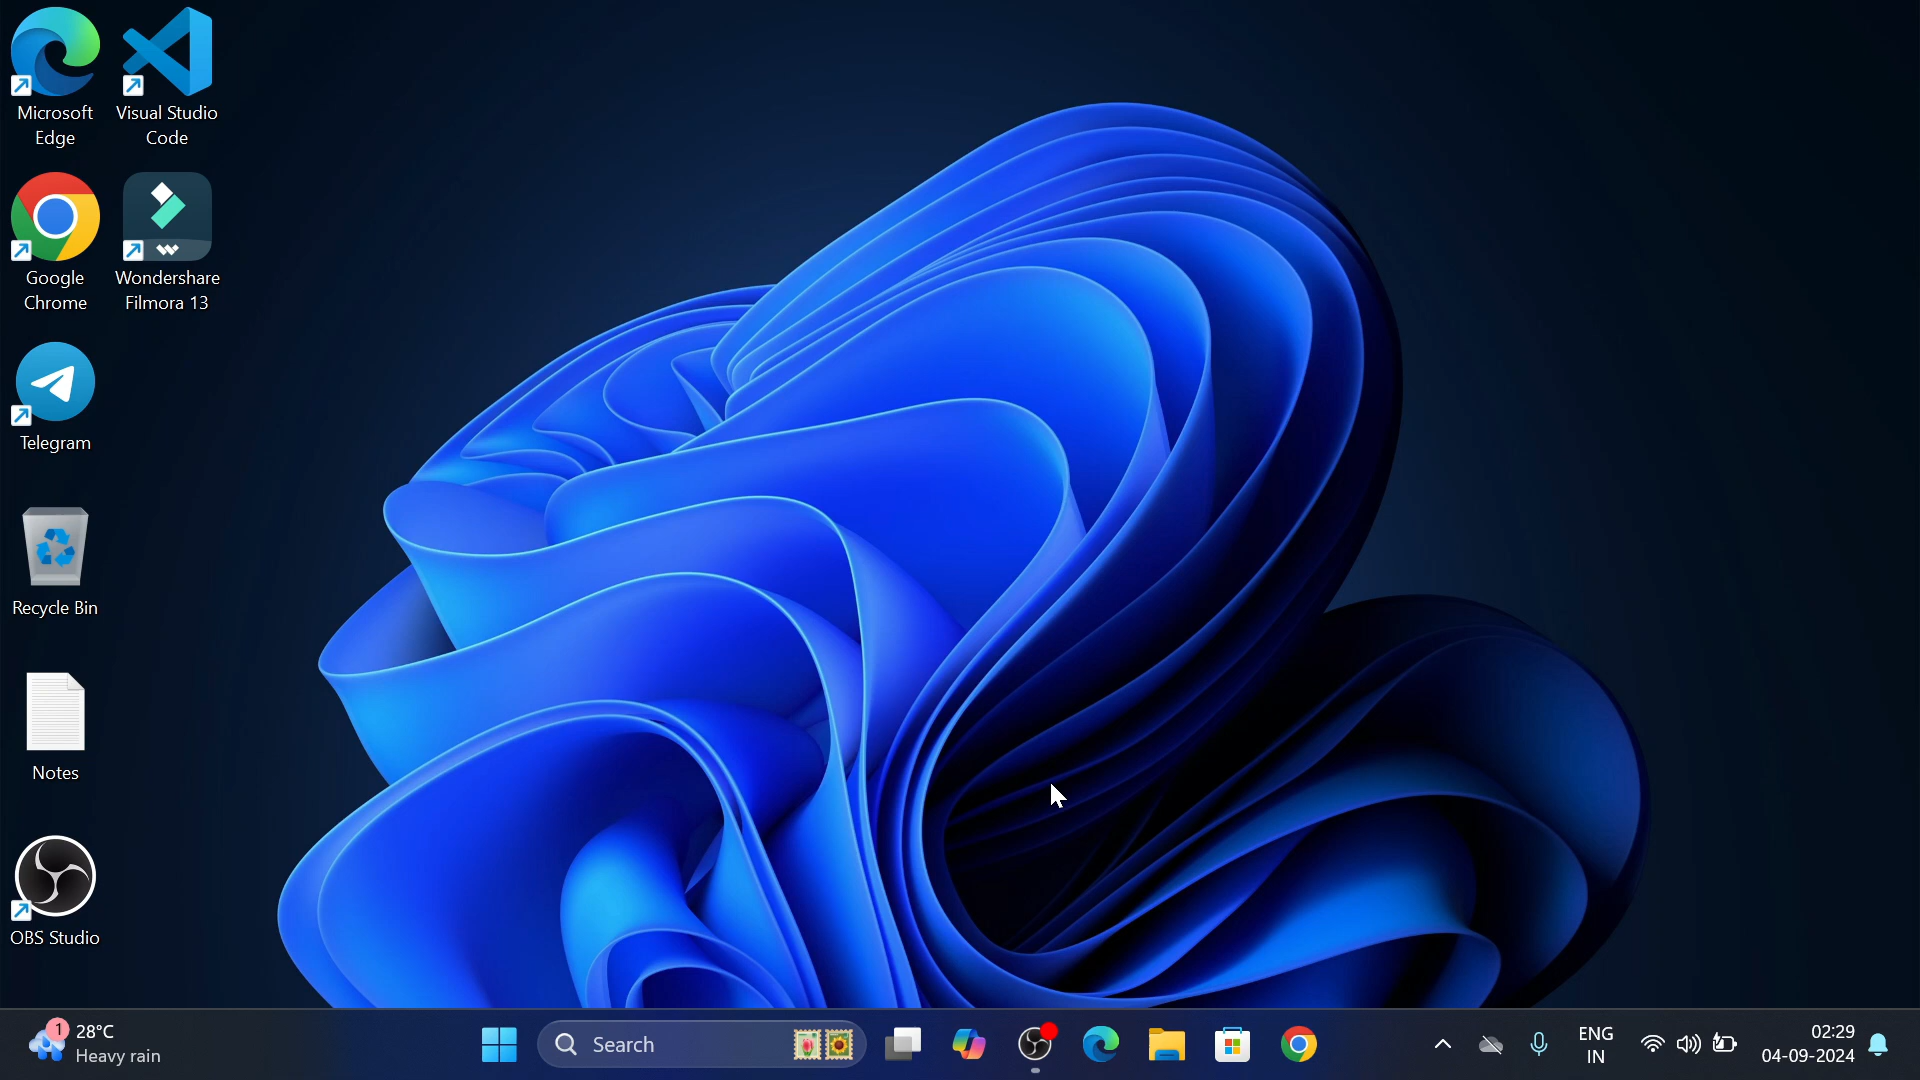 Microsoft
Edge
Visual Studio
Code
Google
Chrome
Wondershare
Filmora 13
Telegram
Recycle Bin
Notes
OBS Studio
1
28°C
Heavy rain
Search
ENG
IN
02:29
04-09-2024